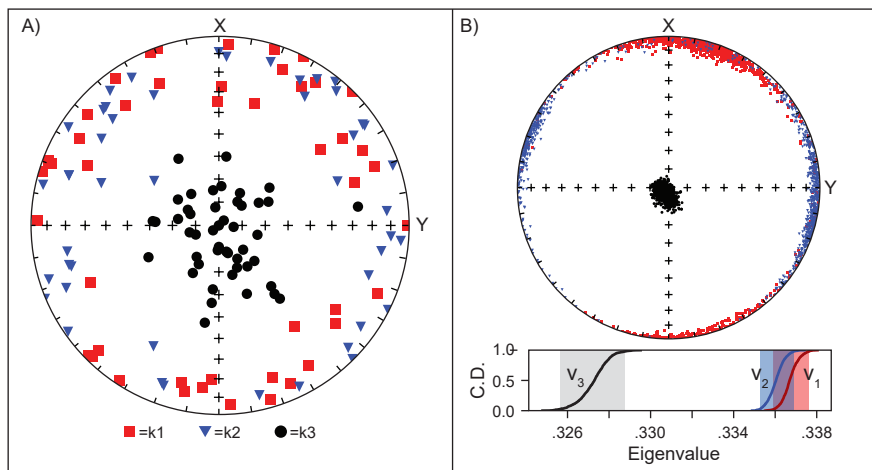 A)
X
Y
=k1 =k2 =k3
B)
X
Y
C.D.
1.0
0.5
0.0
V3
V2
V1
.326 .330 .334 .338
Eigenvalue